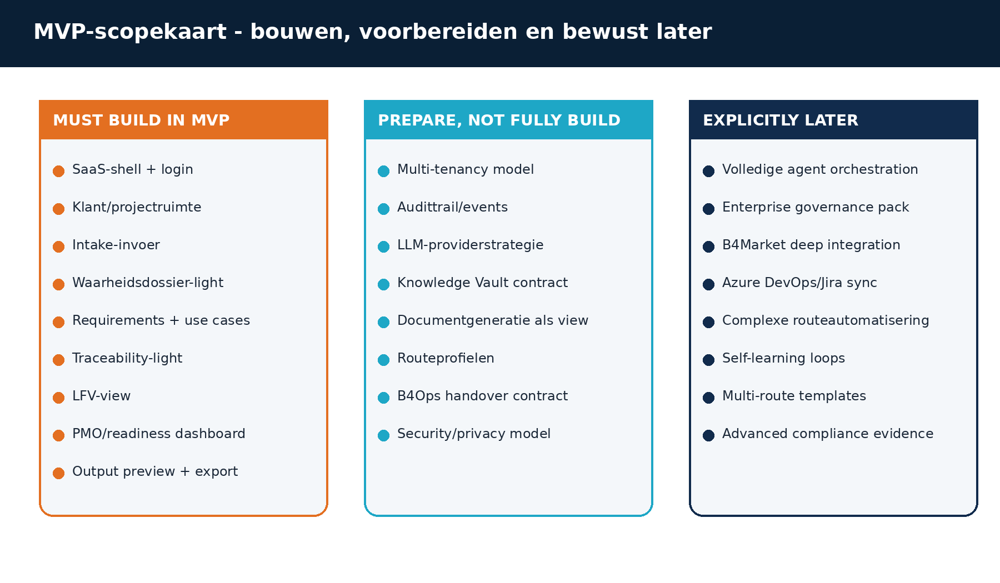 MVP-scopekaart - bouwen, voorbereiden en bewust later
MUST BUILD IN MVP
SaaS-shell + login
Klant/projectruimte
Intake-invoer
Waarheidsdossier-light
Requirements + use cases
Traceability-light
LFV-view
PMO/readiness dashboard
Output preview + export
PREPARE, NOT FULLY BUILD
Multi-tenancy model
Audittrail/events
LLM-providerstrategie
Knowledge Vault contract
Documentgeneratie als view
Routeprofielen
B4Ops handover contract
Security/privacy model
EXPLICITLY LATER
Volledige agent orchestration
Enterprise governance pack
B4Market deep integration
Azure DevOps/Jira sync
Complexe routeautomatisering
Self-learning loops
Multi-route templates
Advanced compliance evidence